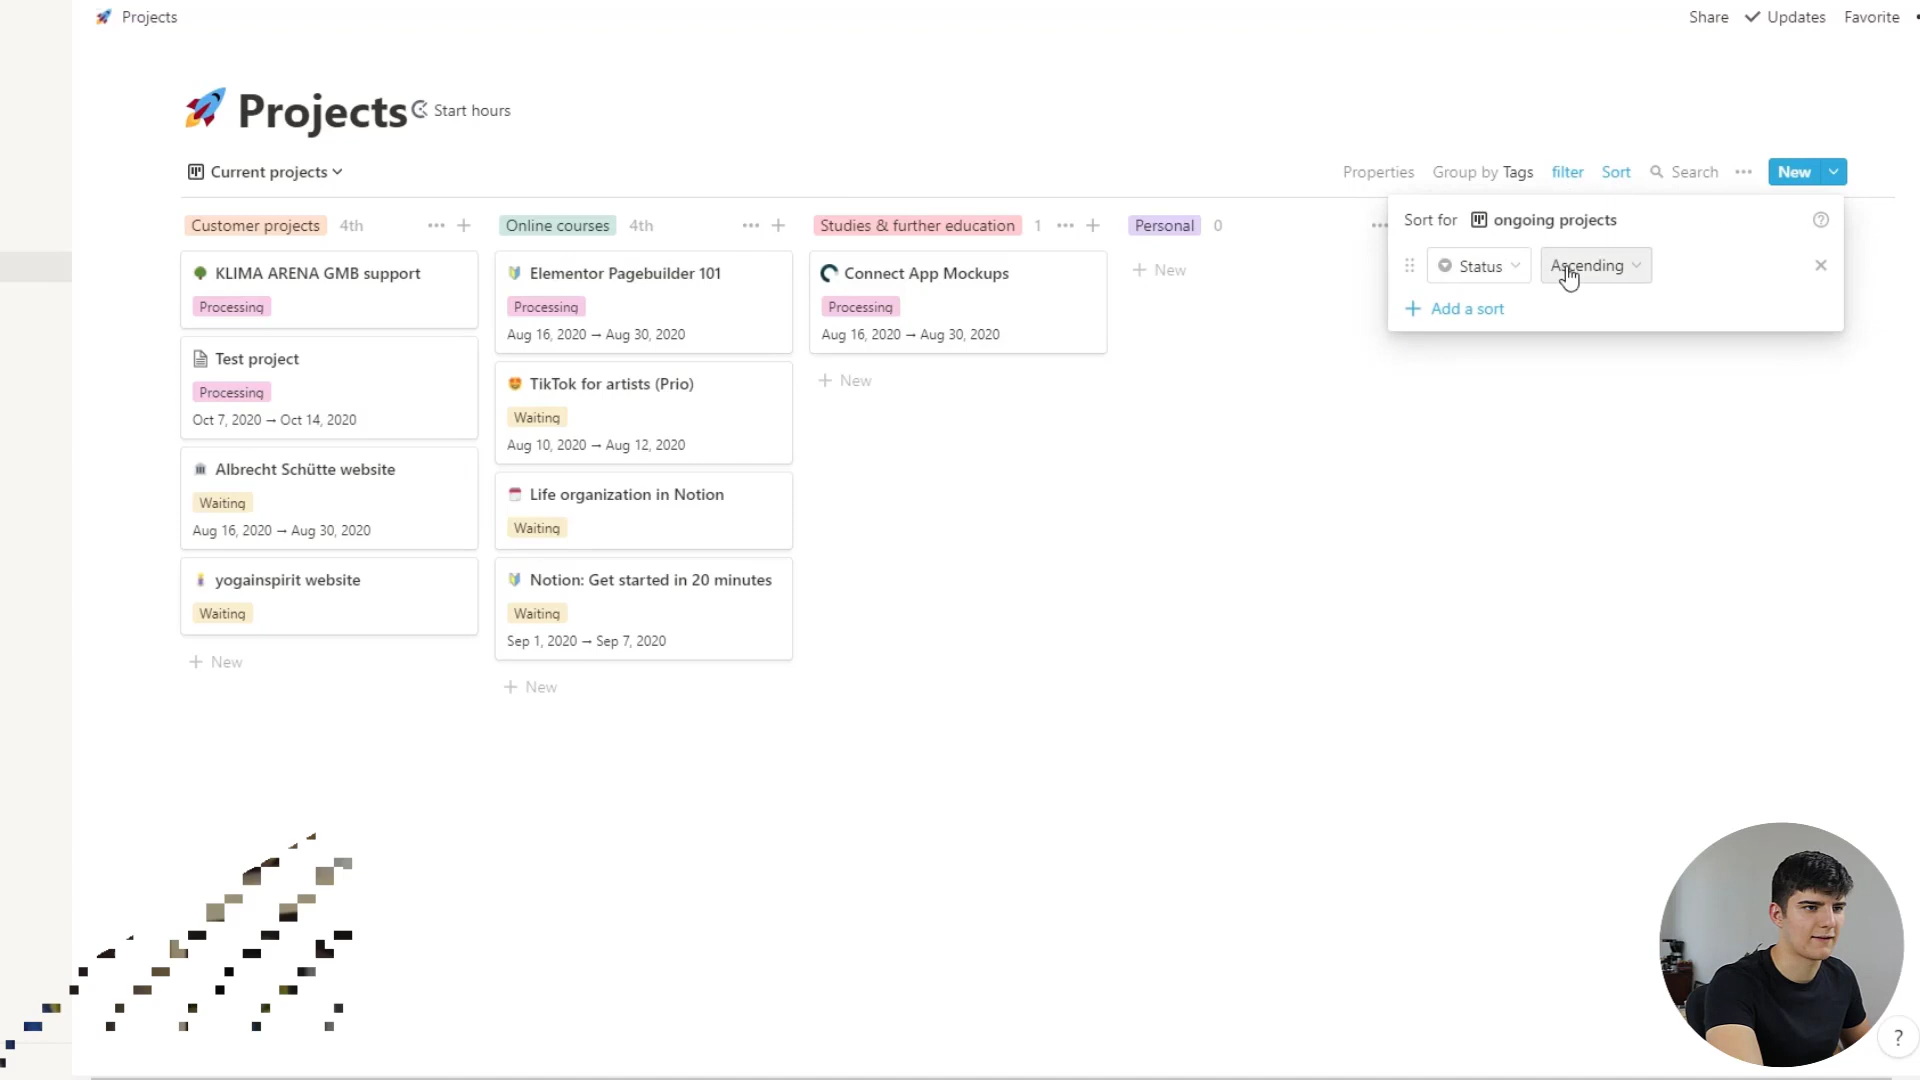 Projects
Share Updates Favorite
Projects Start hours
Current projects
Properties Group by Tags filter Sort Search New
Sort for ongoing projects
Status Ascending
Add a sort
Customer projects 4th
KLIMA ARENA GMB support
Processing
Test project
Processing
Oct 7, 2020 → Oct 14, 2020
Albrecht Schütte website
Waiting
Aug 16, 2020 → Aug 30, 2020
yogainspirit website
Waiting
+ New
Online courses 4th
Elementor Pagebuilder 101
Processing
Aug 16, 2020 → Aug 30, 2020
TikTok for artists (Prio)
Waiting
Aug 10, 2020 → Aug 12, 2020
Life organization in Notion
Waiting
Notion: Get started in 20 minutes
Waiting
Sep 1, 2020 → Sep 7, 2020
+ New
Studies & further education 1
Connect App Mockups
Processing
Aug 16, 2020 → Aug 30, 2020
+ New
Personal 0
+ New
?